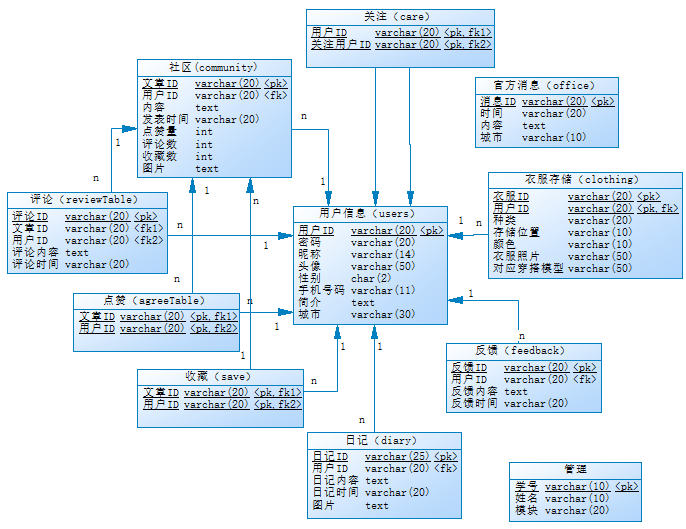 关注（care）
用户ID varchar(20) <pk,fk1>
关注用户ID varchar(20) <pk,fk2>
社区(community)
文章ID varchar(20) <pk>
用户ID varchar(20) <fk>
内容 text
发表时间 varchar(20)
点赞量 int
评论数 int
收藏数 int
图片 text
官方消息（office）
消息ID varchar(20) <pk>
时间 varchar(20)
内容 text
城市 varchar(10)
n
n
1
1
1
1
n
1
1
评论（reviewTable）
评论ID varchar(20) <pk>
文章ID varchar(20) <fk1>
用户ID varchar(20) <fk2>
评论内容 text
评论时间 varchar(20)
n
1
用户信息（users）
用户ID varchar(20) <pk>
密码 varchar(20)
昵称 varchar(14)
头像 varchar(50)
性别 char(2)
手机号码 varchar(11)
简介 text
城市 varchar(30)
1
n
衣服存储（clothing）
衣服ID varchar(20) <pk>
用户ID varchar(20) <pk,fk>
种类 varchar(20)
存储位置 varchar(10)
颜色 varchar(10)
衣服照片 varchar(50)
对应穿搭模型 varchar(50)
n
点赞（agreeTable）
文章ID varchar(20) <pk,fk1>
用户ID varchar(20) <pk,fk2>
n
1
1
1
1
n
反馈（feedback）
反馈ID varchar(20) <pk>
用户ID varchar(20) <fk>
反馈内容 text
反馈时间 varchar(20)
n
收藏（save）
文章ID varchar(20) <pk,fk1>
用户ID varchar(20) <pk,fk2>
n
n
日记（diary）
日记ID varchar(25) <pk>
用户ID varchar(20) <fk>
日记内容 text
日记时间 varchar(20)
图片 text
管理
学号 varchar(10) <pk>
姓名 varchar(10)
模块 varchar(20)